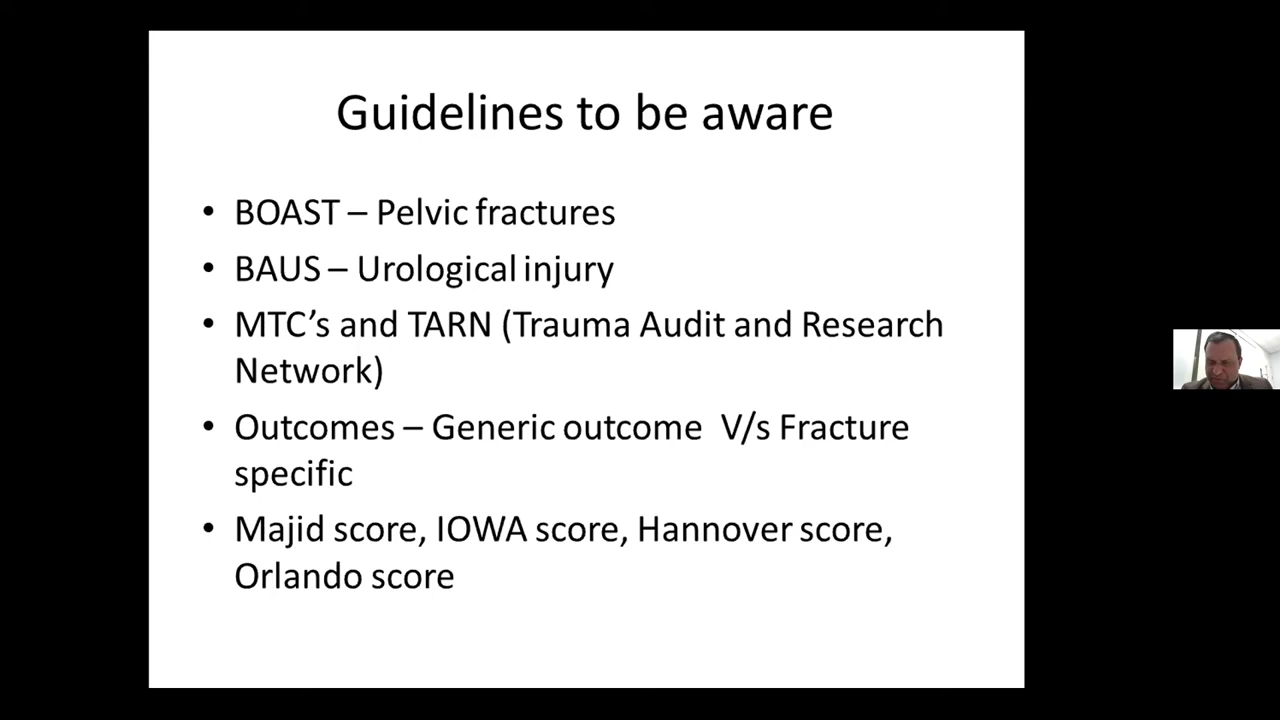 Guidelines to be aware
• BOAST – Pelvic fractures
• BAUS – Urological injury
• MTC’s and TARN (Trauma Audit and Research
Network)
• Outcomes – Generic outcome V/s Fracture
specific
• Majid score, IOWA score, Hannover score,
Orlando score